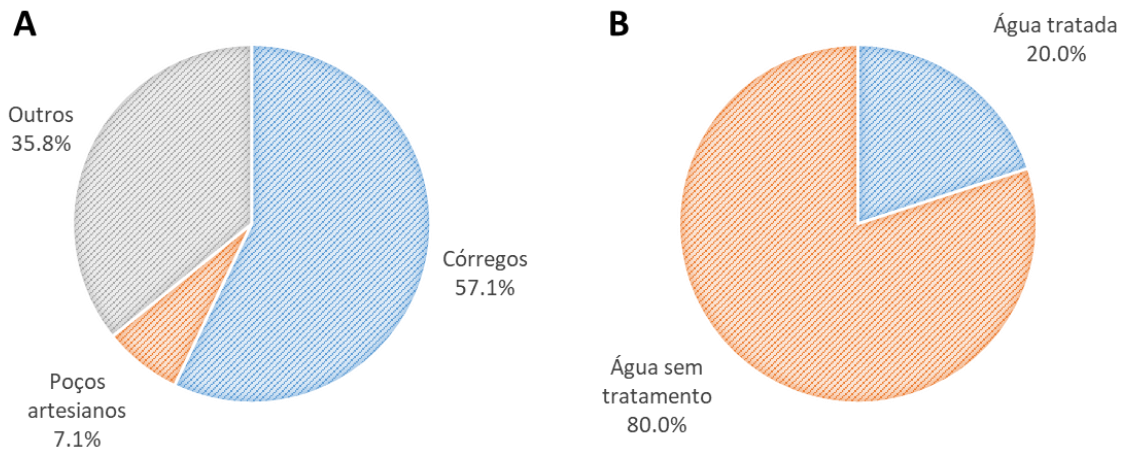 A
Outros
35.8%
Córregos
57.1%
Poços
artesianos
7.1%
B
Água tratada
20.0%
Água sem
tratamento
80.0%